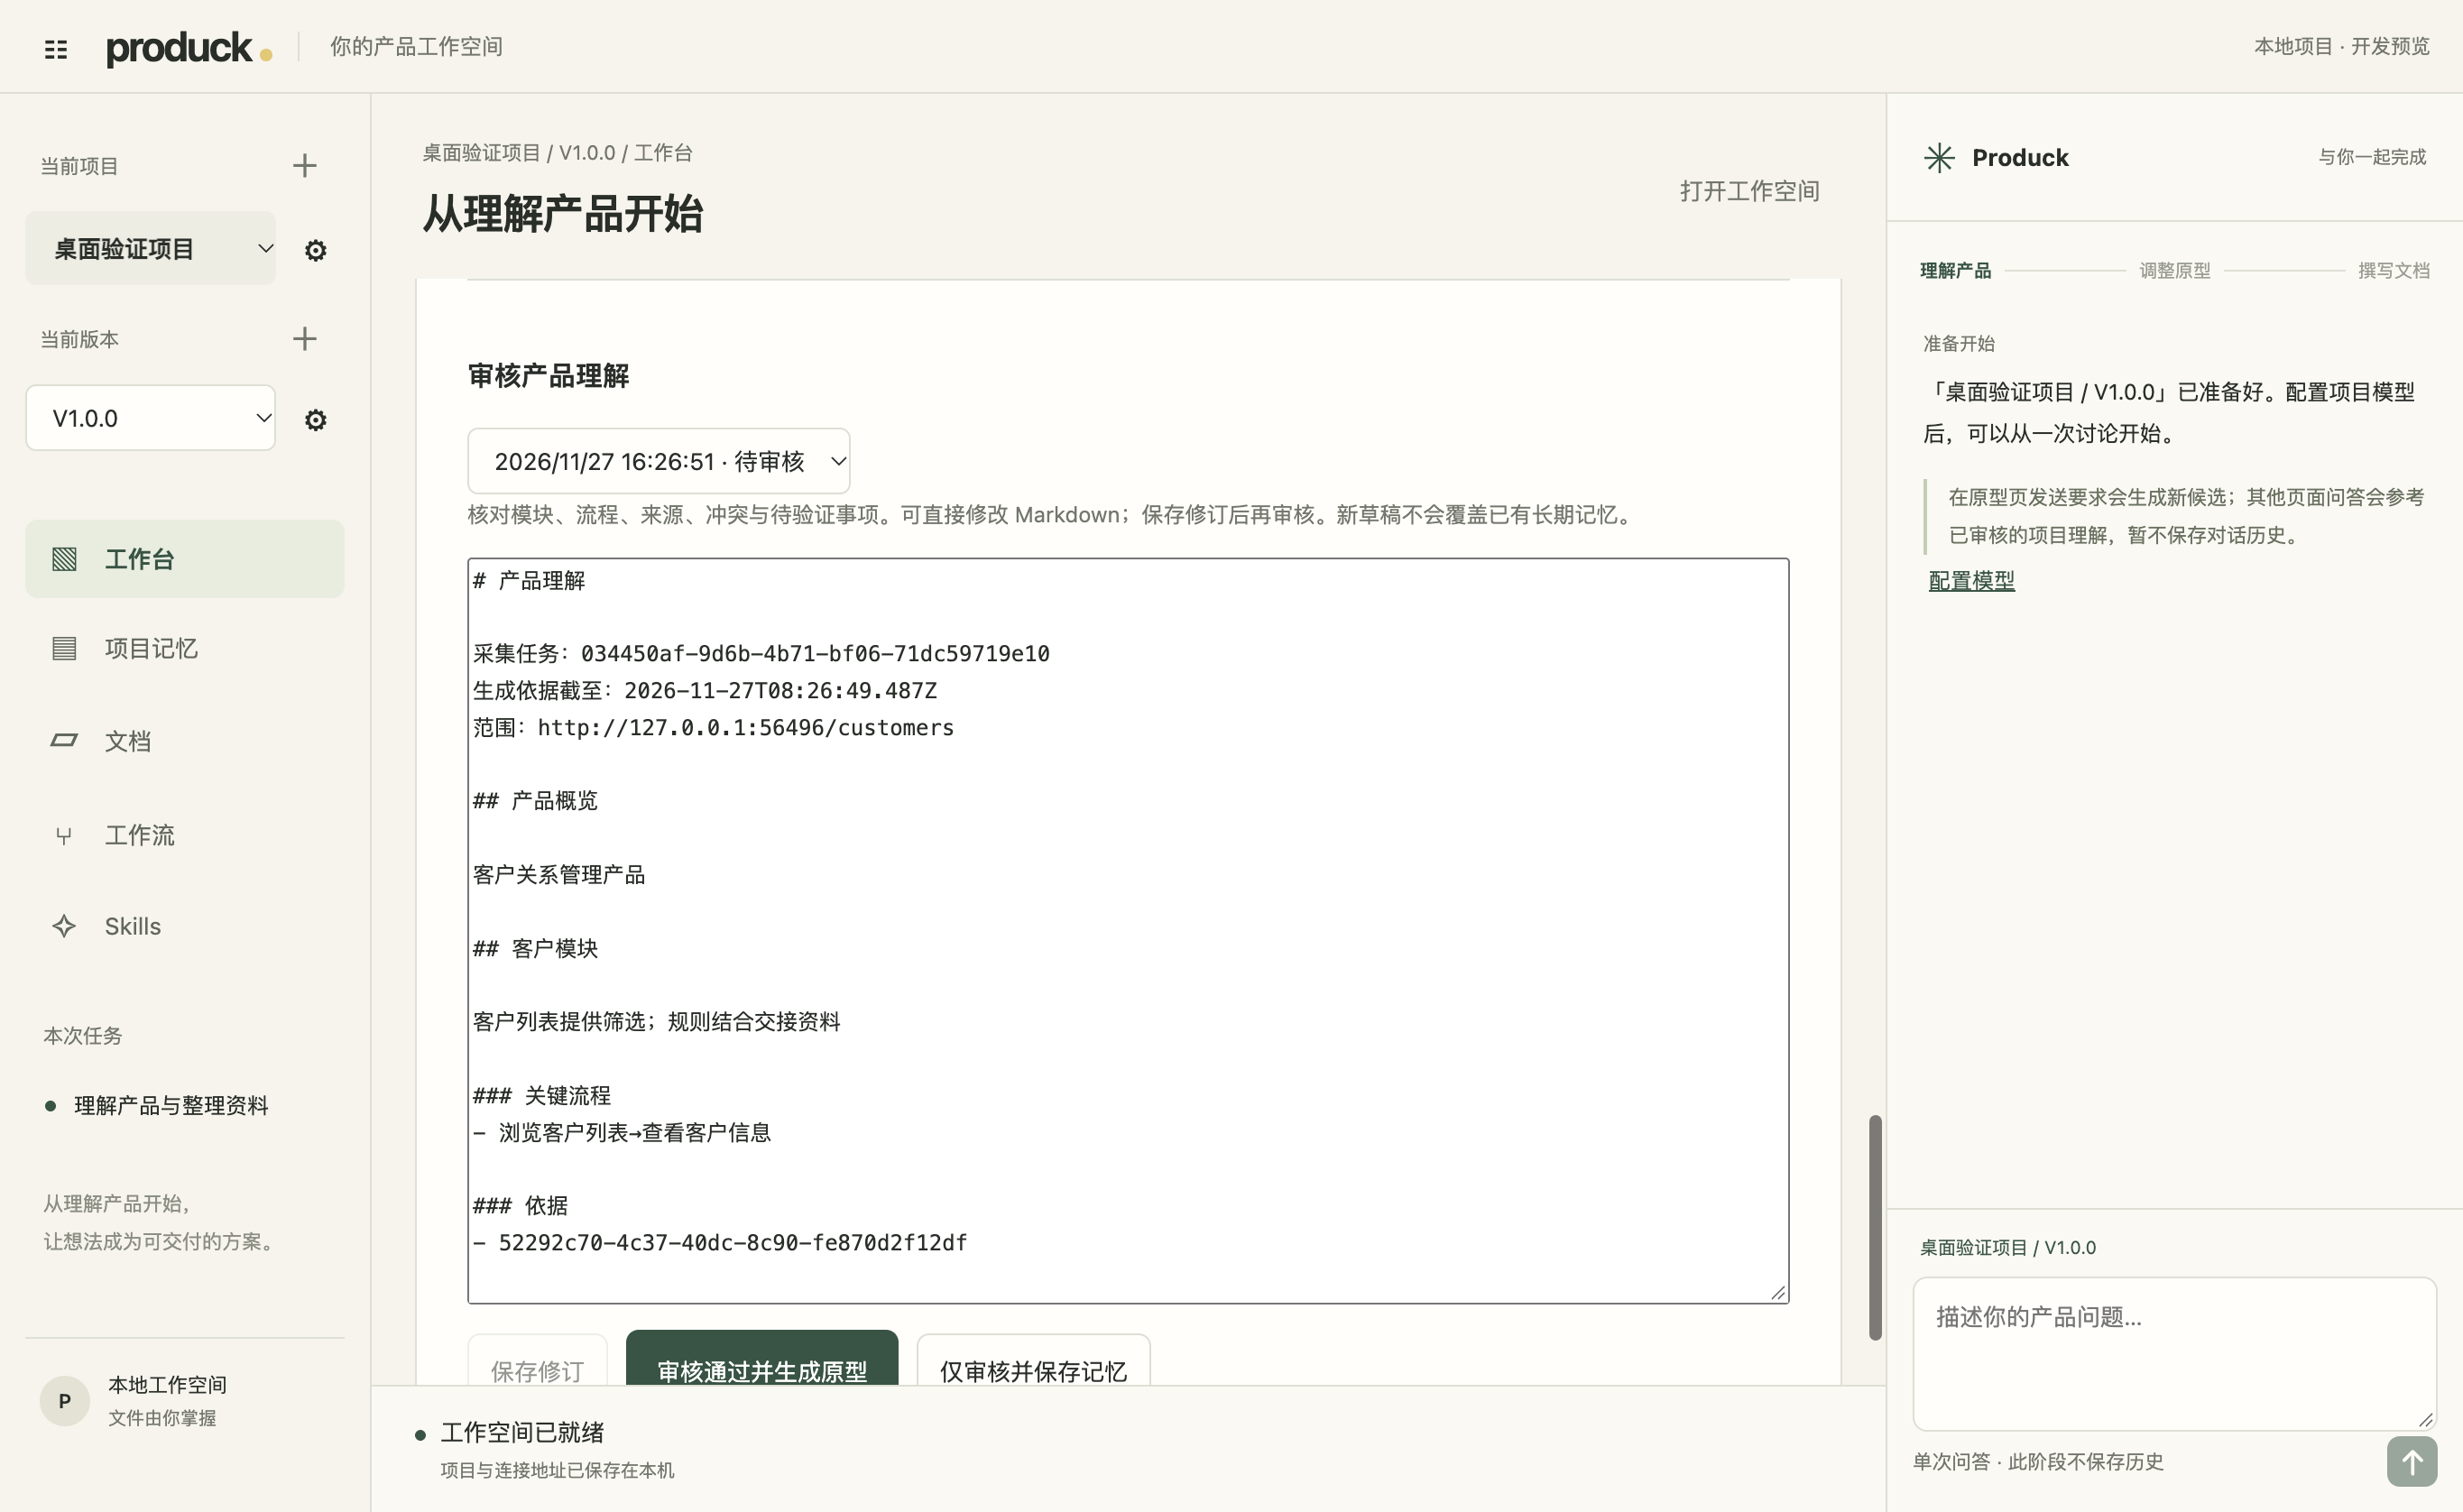 produck
你的产品工作空间
本地项目 · 开发预览
当前项目
桌面验证项目
当前版本
V1.0.0
工作台
项目记忆
文档
工作流
Skills
本次任务
理解产品与整理资料
从理解产品开始，
让想法成为可交付的方案。
P
本地工作空间
文件由你掌握
桌面验证项目 / V1.0.0 / 工作台
从理解产品开始
打开工作空间
审核产品理解
2026/11/27 16:26:51 · 待审核
核对模块、流程、来源、冲突与待验证事项。可直接修改 Markdown；保存修订后再审核。新草稿不会覆盖已有长期记忆。
# 产品理解
采集任务：034450af-9d6b-4b71-bf06-71dc59719e10
生成依据截至：2026-11-27T08:26:49.487Z
范围：http://127.0.0.1:56496/customers
## 产品概览
客户关系管理产品
## 客户模块
客户列表提供筛选；规则结合交接资料
### 关键流程
- 浏览客户列表→查看客户信息
### 依据
- 52292c70-4c37-40dc-8c90-fe870d2f12df
保存修订
审核通过并生成原型
仅审核并保存记忆
工作空间已就绪
项目与连接地址已保存在本机
Produck
与你一起完成
理解产品
调整原型
撰写文档
准备开始
「桌面验证项目 / V1.0.0」已准备好。配置项目模型
后，可以从一次讨论开始。
在原型页发送要求会生成新候选；其他页面问答会参考
已审核的项目理解，暂不保存对话历史。
配置模型
桌面验证项目 / V1.0.0
描述你的产品问题...
单次问答 · 此阶段不保存历史